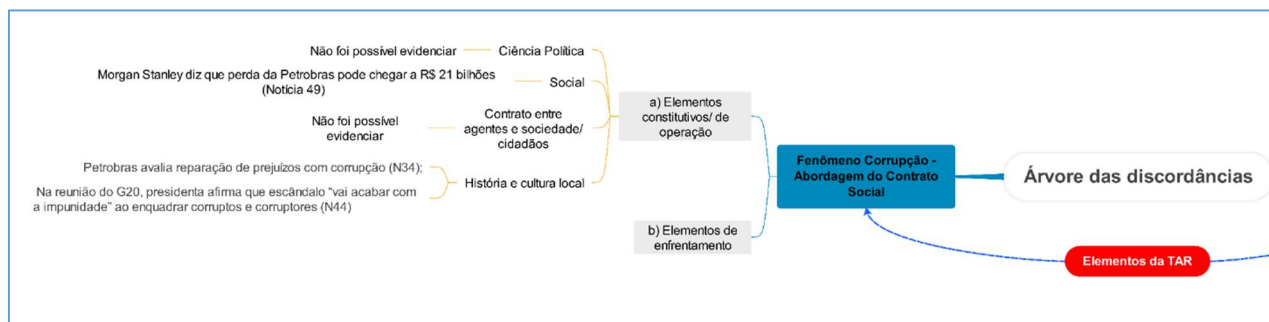 Não foi possível evidenciar
Ciência Política
Morgan Stanley diz que perda da Petrobras pode chegar a R$ 21 bilhões
(Notícia 49)
Social
Não foi possível
evidenciar
Contrato entre
agentes e sociedade/
cidadãos
Petrobras avalia reparação de prejuízos com corrupção (N34);
Na reunião do G20, presidenta afirma que escândalo “vai acabar com
a impunidade” ao enquadrar corruptos e corruptores (N44)
História e cultura local
a) Elementos
constitutivos/ de
operação
b) Elementos de
enfrentamento
Fenômeno Corrupção -
Abordagem do Contrato
Social
Árvore das discordâncias
Elementos da TAR